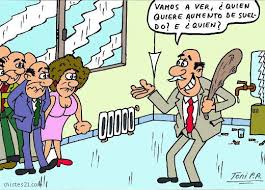 VAMOS A VER, ¿QUIEN
QUIERE AUMENTO DE SUEL-
DO? E ¿QUIEN?
Toni P.R.
chistes21.com